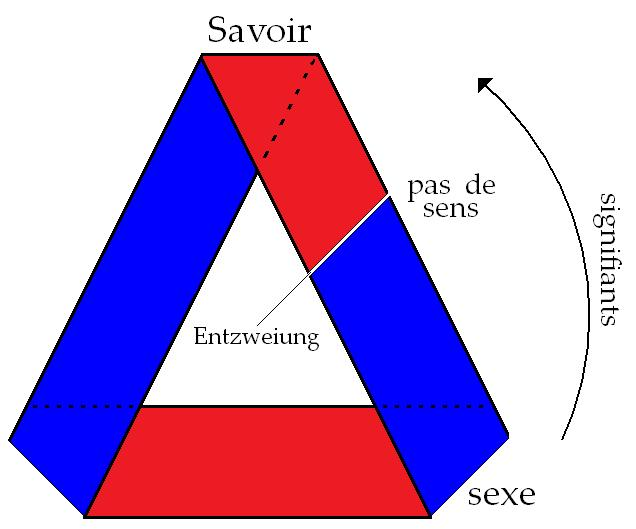 Savoir
pas de
sens
signifiants
Entzweiung
sexe